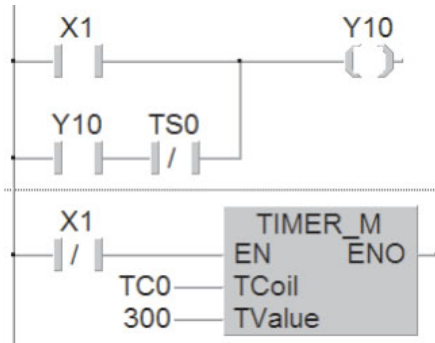 X1 Y10
Y10 TS0
/
X1 TIMER_M
/ EN ENO
TC0 TCoil
300 TValue